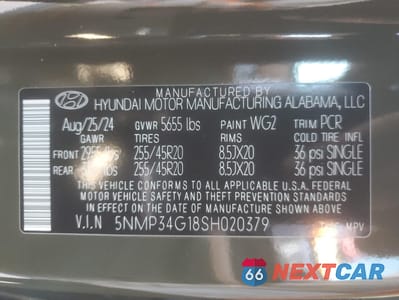 MANUFACTURED BY
HYUNDAI MOTOR MANUFACTURING ALABAMA, LLC
Aug/25/24 GVWR 5655 lbs PAINT WG2 TRIM PCR
GAWR TIRES RIMS COLD TIRE INFL
FRONT lbs 255/45R20 8.5JX20 36 psi SINGLE
REAR lbs 255/45R20 8.5JX20 36 psi SINGLE
THIS VEHICLE CONFORMS TO ALL APPLICABLE U.S.A. FEDERAL MOTOR
VEHICLE SAFETY AND THEFT PREVENTION STANDARDS IN EFFECT
ON THE DATE OF MANUFACTURE SHOWN ABOVE.
V.I.N 5NMP34G18SH020379
MPV
66 NEXTCAR